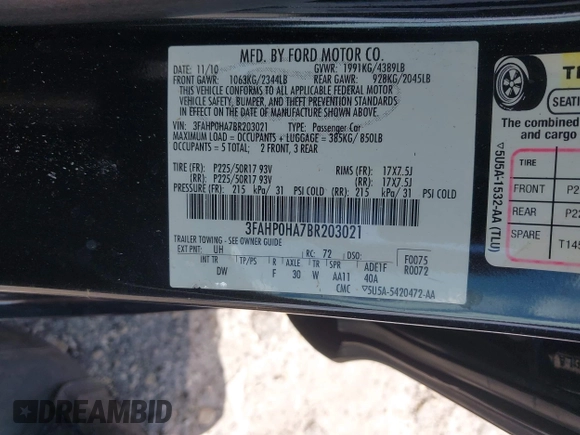 MFD. BY FORD MOTOR CO.
DATE: 11/10 GVWR: 1991KG/4389LB
FRONT GAWR: 1063KG/2344LB REAR GAWR: 928KG/2045LB
THIS VEHICLE CONFORMS TO ALL APPLICABLE FEDERAL MOTOR
VEHICLE SAFETY, BUMPER, AND THEFT PREVENTION STANDARDS
IN EFFECT ON THE DATE OF MANUFACTURE SHOWN ABOVE.
VIN: 3FAHP0HA7BR203021 TYPE: Passenger Car
MAXIMUM LOAD = OCCUPANTS + LUGGAGE = 385KG/ 850LB
OCCUPANTS = 5 TOTAL; 2 FRONT, 3 REAR
TIRE (FR): P225/50R17 93V RIMS (FR): 17X7.5J
(RR): P225/50R17 93V (RR): 17X7.5J
PRESSURE (FR): 215 kPa/ 31 PSI COLD (RR): 215 kPa/ 31 PSI COLD
3FAHP0HA7BR203021
TRAILER TOWING - SEE OWNER GUIDE
EXT PNT: UH RC: 72 DSO: F0075
R0072
INT TR TP/PS R AXLE TR SPR ADE1F
DW F 30 W AA11 40A
CMC ▽5U5A-5420472-AA
▽5U5A-1532-AA (TLU)
SEATI
The combined
and cargo
TIRE
FRONT P2
REAR P22
SPARE T145
DREAMBID